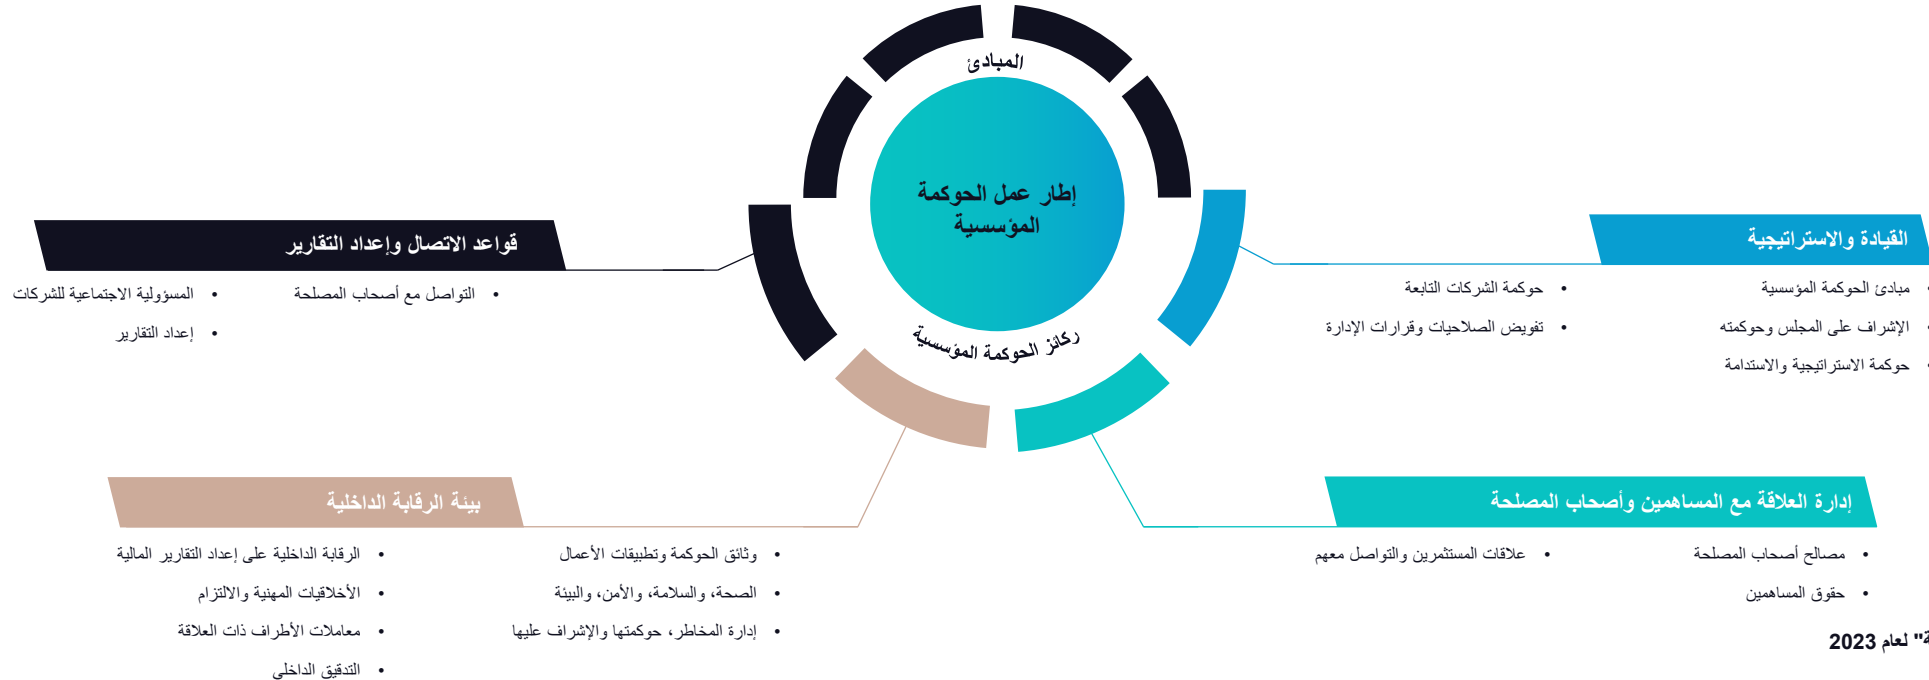 المبادئ
إطار عمل الحوكمة
المؤسسية
ركائز الحوكمة المؤسسية
القيادة والاستراتيجية
• مبادئ الحوكمة المؤسسية
• الإشراف على المجلس وحوكمته
• حوكمة الاستراتيجية والاستدامة
• حوكمة الشركات التابعة
• تفويض الصلاحيات وقرارات الإدارة
قواعد الاتصال وإعداد التقارير
• التواصل مع أصحاب المصلحة
• المسؤولية الاجتماعية للشركات
• إعداد التقارير
إدارة العلاقة مع المساهمين وأصحاب المصلحة
• مصالح أصحاب المصلحة
• حقوق المساهمين
• علاقات المستثمرين والتواصل معهم
بيئة الرقابة الداخلية
• وثائق الحوكمة وتطبيقات الأعمال
• الصحة، والسلامة، والأمن، والبيئة
• إدارة المخاطر، حوكمتها والإشراف عليها
• الرقابة الداخلية على إعداد التقارير المالية
• الأخلاقيات المهنية والالتزام
• معاملات الأطراف ذات العلاقة
• التدقيق الداخلي
ة" لعام 2023